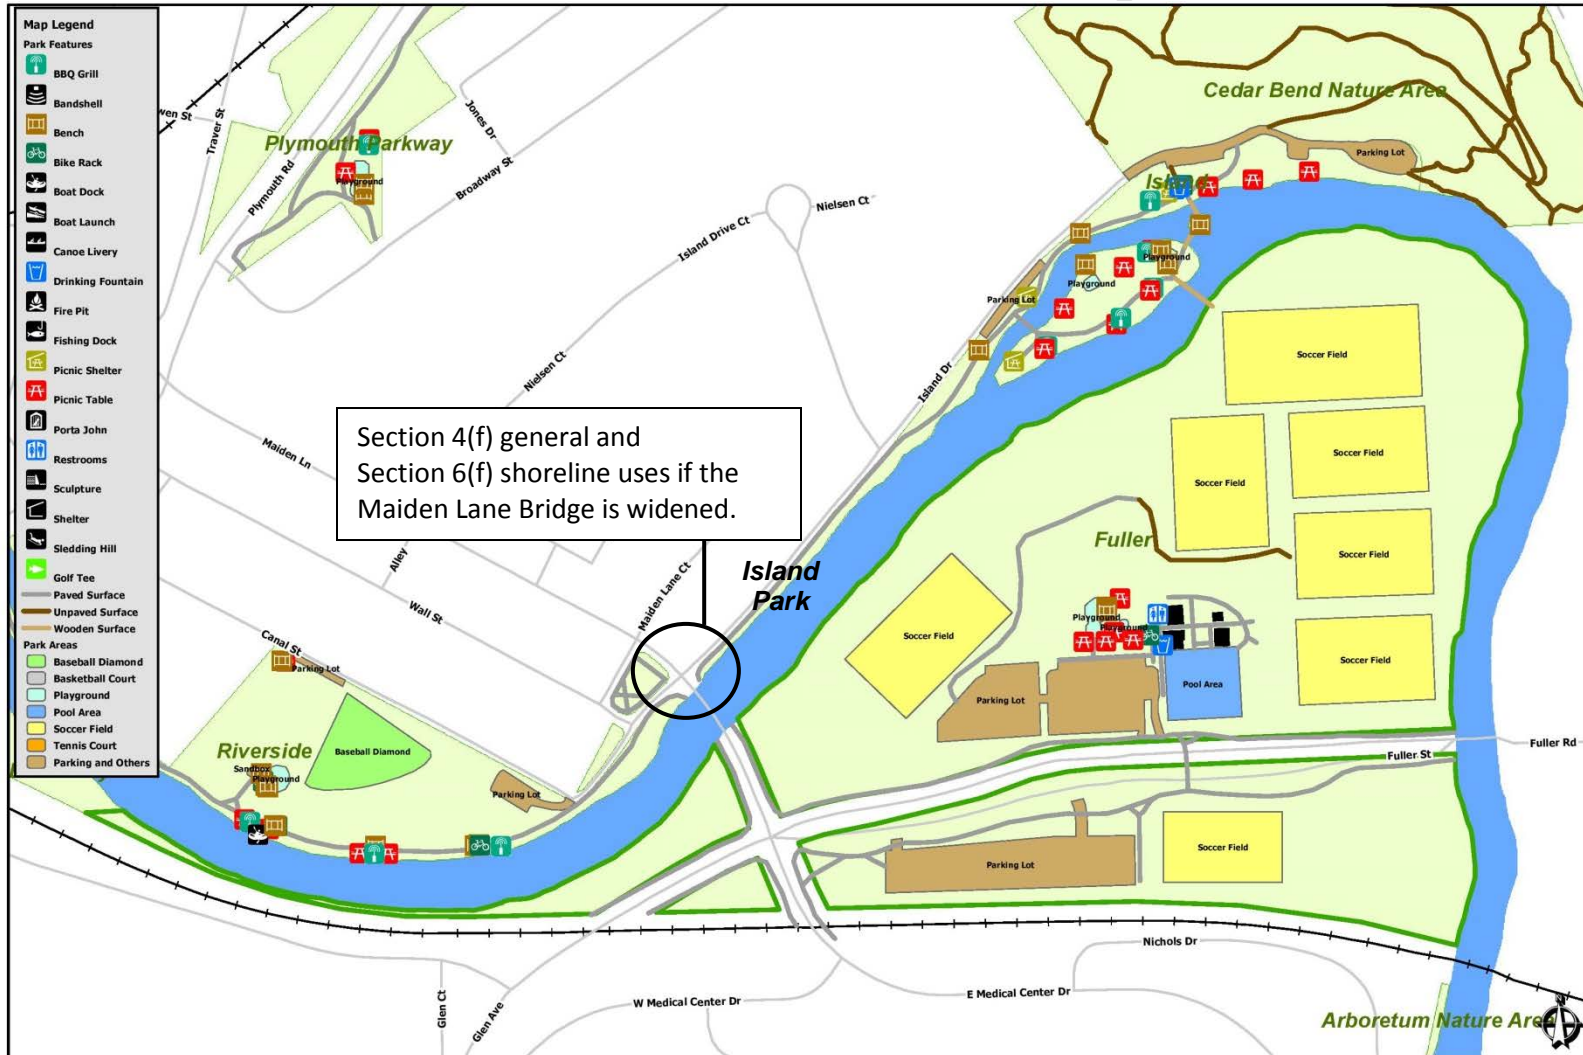 Map Legend
Park Features
BBQ Grill
Bandshell
Bench
Bike Rack
Boat Dock
Boat Launch
Canoe Livery
Drinking Fountain
Fire Pit
Fishing Dock
Picnic Shelter
Picnic Table
Porta John
Restrooms
Sculpture
Shelter
Sledding Hill
Golf Tee
Paved Surface
Unpaved Surface
Wooden Surface
Park Areas
Baseball Diamond
Basketball Court
Playground
Pool Area
Soccer Field
Tennis Court
Parking and Others
wen St
Traver St
Plymouth Rd
Plymouth Parkway
Playground
Jones Dr
Broadway St
Island Drive Ct
Nielsen Ct
Nielsen Ct
Cedar Bend Nature Area
Parking Lot
Island
Playground
Playground
Parking Lot
Island Dr
Maiden Ln
Section 4(f) general and
Section 6(f) shoreline uses if the
Maiden Lane Bridge is widened.
Alley
Wall St
Maiden Lane Ct
Island
Park
Canal St
Parking Lot
Riverside
Baseball Diamond
Sandbox
Playground
Parking Lot
Fuller
Soccer Field
Soccer Field
Soccer Field
Soccer Field
Soccer Field
Soccer Field
Playground
Playground
Parking Lot
Pool Area
Fuller St
Fuller Rd
Parking Lot
Soccer Field
Glen Ct
Glen Ave
W Medical Center Dr
E Medical Center Dr
Nichols Dr
Arboretum Nature Area